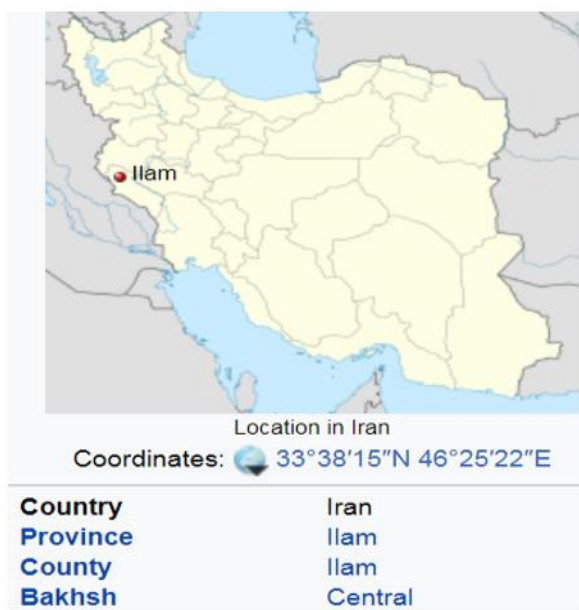 Ilam
Location in Iran
Coordinates: 33°38′15″N 46°25′22″E
Country Iran
Province Ilam
County Ilam
Bakhsh Central